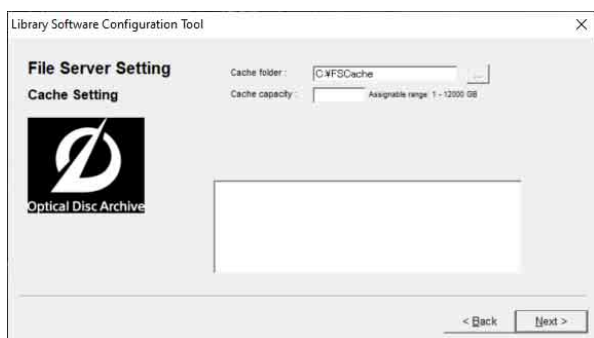 Library Software Configuration Tool
File Server Setting
Cache Setting
Cache folder :
C:¥FSCache
...
Cache capacity :
Assignable range: 1 - 12000 GB
Optical Disc Archive
< Back
Next >